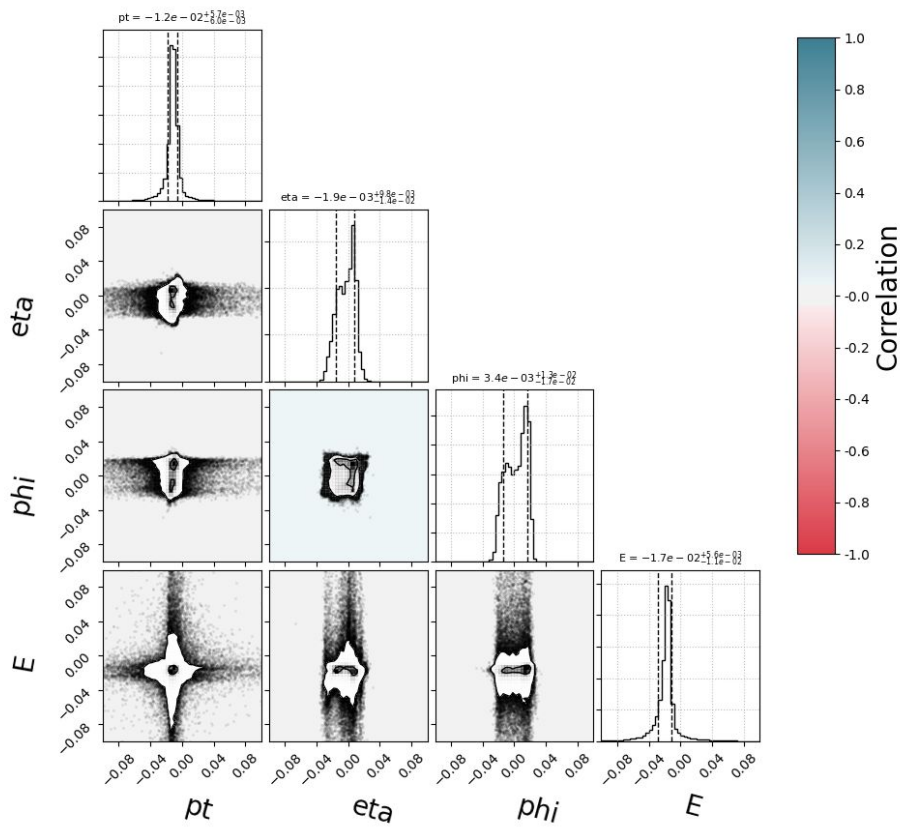 pt = −1.2e − 02+5.7e − 03 −6.0e − 03
eta = −1.9e − 03+9.8e − 03 −1.4e − 02
phi = 3.4e − 03+1.3e − 02 −1.7e − 02
E = −1.7e − 02+5.6e − 03 −1.1e − 02
eta
0.08
0.04
0.00
−0.04
−0.08
phi
0.08
0.04
0.00
−0.04
−0.08
E
0.08
0.04
0.00
−0.04
−0.08
−0.08 −0.04 0.00 0.04 0.08
−0.08 −0.04 0.00 0.04 0.08
−0.08 −0.04 0.00 0.04 0.08
−0.08 −0.04 0.00 0.04 0.08
pt
eta
phi
E
1.0
0.8
0.6
0.4
0.2
-0.0
-0.2
-0.4
-0.6
-0.8
-1.0
Correlation